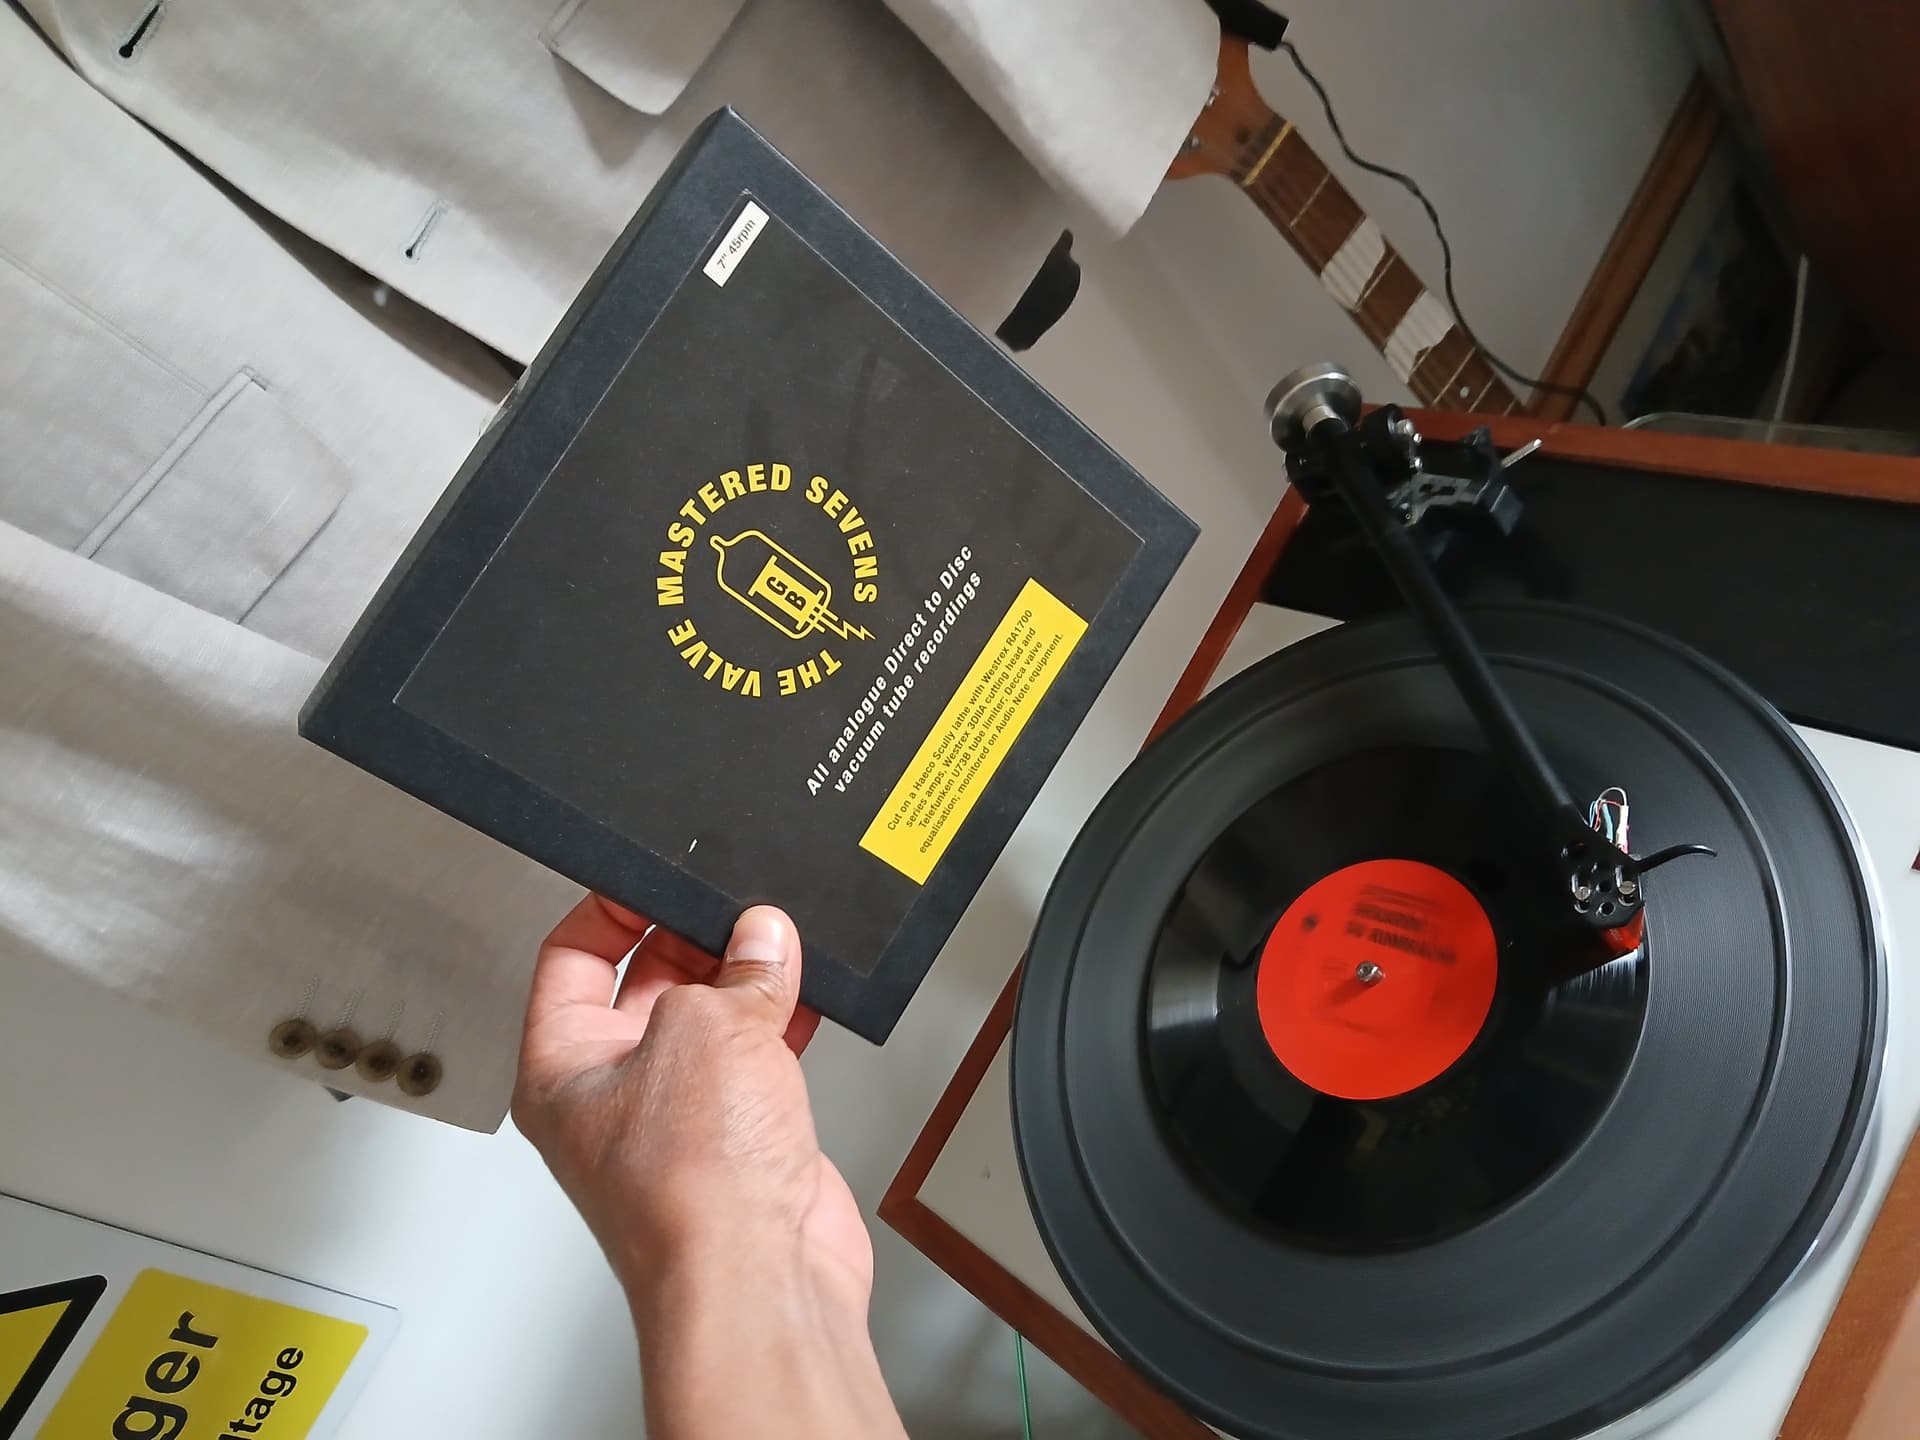 7" 45rpm
THE VALVE MASTERED SEVENS
GB
All analogue Direct to Disc
vacuum tube recordings
Cut on a Haeco Scully lathe with Westrex RA1700
series amps, Westrex 3DIIA cutting head and
Telefunken U73B tube limiter; Decca valve
equalisation; monitored on Audio Note equipment.